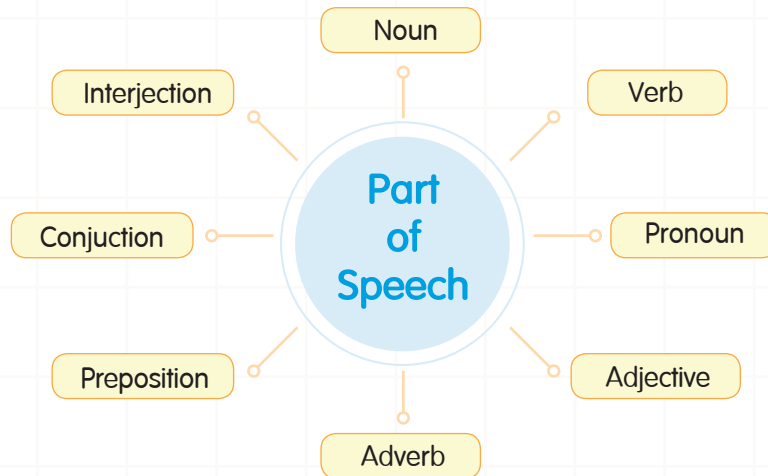 Noun
Interjection
Verb
Part
of
Speech
Conjuction
Pronoun
Preposition
Adjective
Adverb